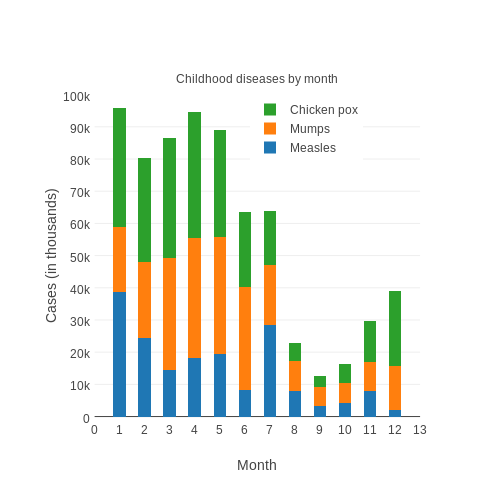 Childhood diseases by month
Chicken pox
Mumps
Measles
100k
90k
80k
70k
60k
50k
40k
30k
20k
10k
0
Cases (in thousands)
0 1 2 3 4 5 6 7 8 9 10 11 12 13
Month